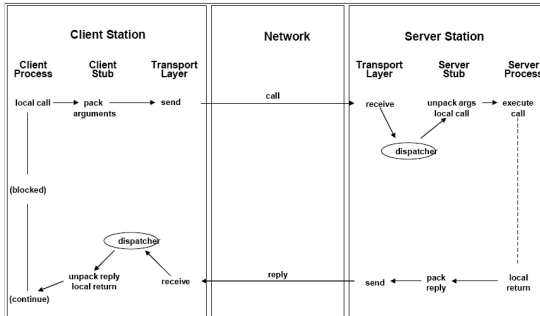 Client Station
Network
Server Station
Client Process
Client Stub
Transport Layer
Transport Layer
Server Stub
Server Process
local call
pack arguments
send
call
receive
unpack args local call
execute call
dispatcher
(blocked)
dispatcher
unpack reply local return
receive
reply
send
pack reply
local return
(continue)